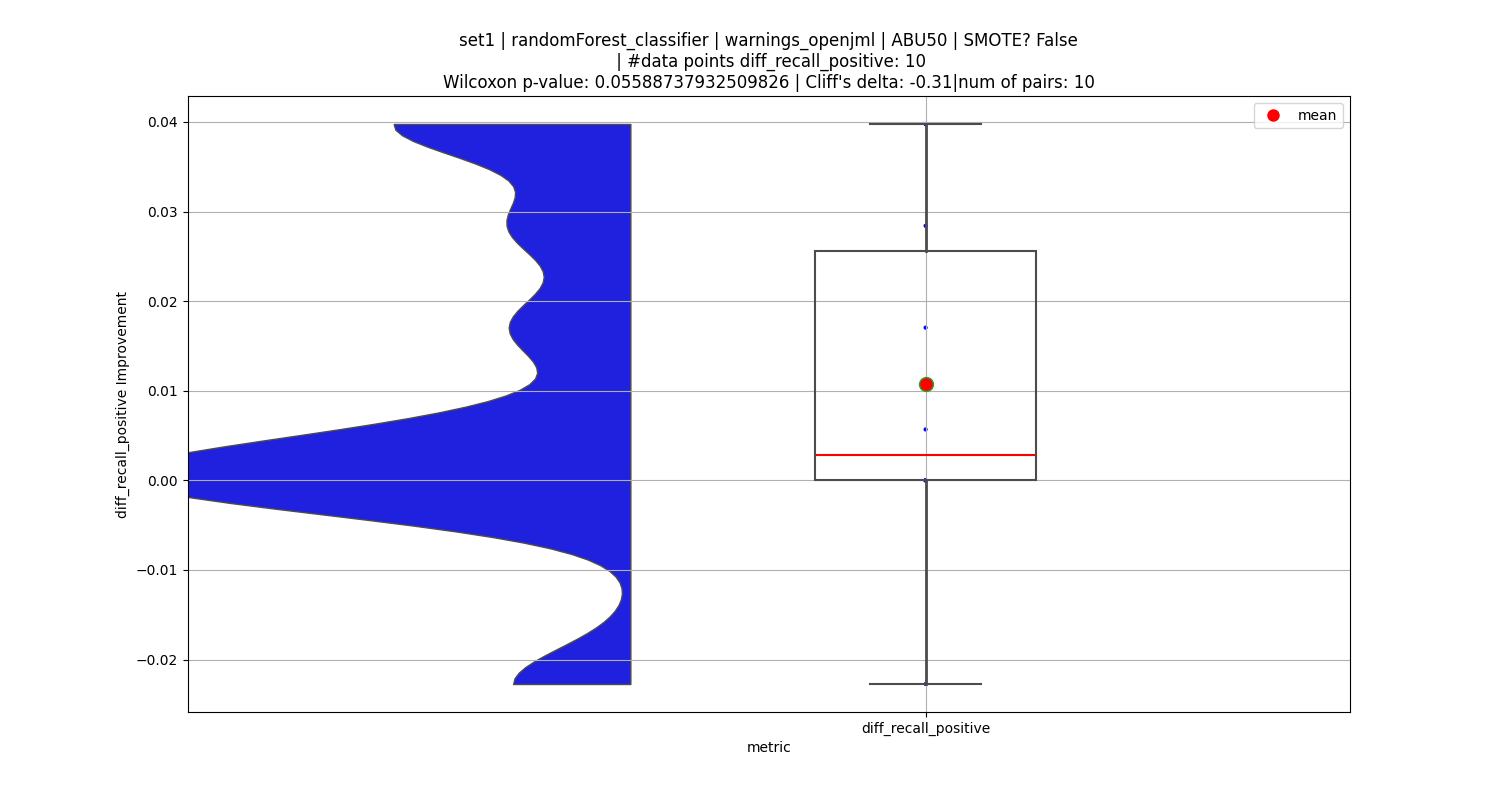 set1 | randomForest_classifier | warnings_openjml | ABU50 | SMOTE? False
| #data points diff_recall_positive: 10
Wilcoxon p-value: 0.05588737932509826 | Cliff's delta: -0.31|num of pairs: 10
mean
0.04
0.03
0.02
0.01
0.00
−0.01
−0.02
diff_recall_positive Improvement
diff_recall_positive
metric